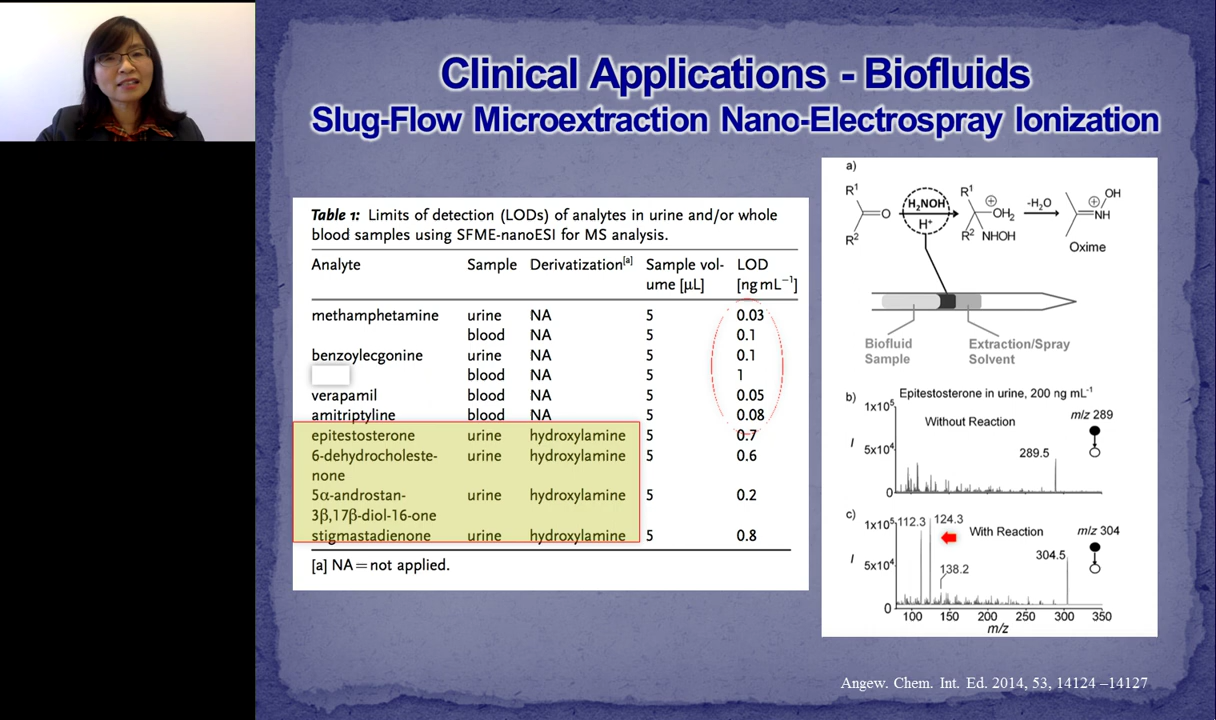 Clinical Applications - Biofluids
Slug-Flow Microextraction Nano-Electrospray Ionization
Table 1: Limits of detection (LODs) of analytes in urine and/or whole
blood samples using SFME-nanoESI for MS analysis.
Analyte Sample Derivatization[a] Sample vol- LOD
ume [µL] [ng mL−1]
methamphetamine urine NA 5 0.03
blood NA 5 0.1
benzoylecgonine urine NA 5 0.1
blood NA 5 1
verapamil blood NA 5 0.05
amitriptyline blood NA 5 0.08
epitestosterone urine hydroxylamine 5 0.7
6-dehydrocholeste- urine hydroxylamine 5 0.6
none
5α-androstan- urine hydroxylamine 5 0.2
3β,17β-diol-16-one
stigmastadienone urine hydroxylamine 5 0.8
[a] NA = not applied.
a)
R1 R2 O
H2NOH
H+
R1 R2 OH2 NHOH
-H2O
OH
NH
Oxime
Biofluid
Sample
Extraction/Spray
Solvent
b)
Epitestosterone in urine, 200 ng mL-1
1x105
Without Reaction
m/z 289
I
5x104
289.5
0
c)
1x105
112.3
124.3
With Reaction
m/z 304
I
5x104
138.2
304.5
0
100 150 200 250 300 350
m/z
Angew. Chem. Int. Ed. 2014, 53, 14124 –14127